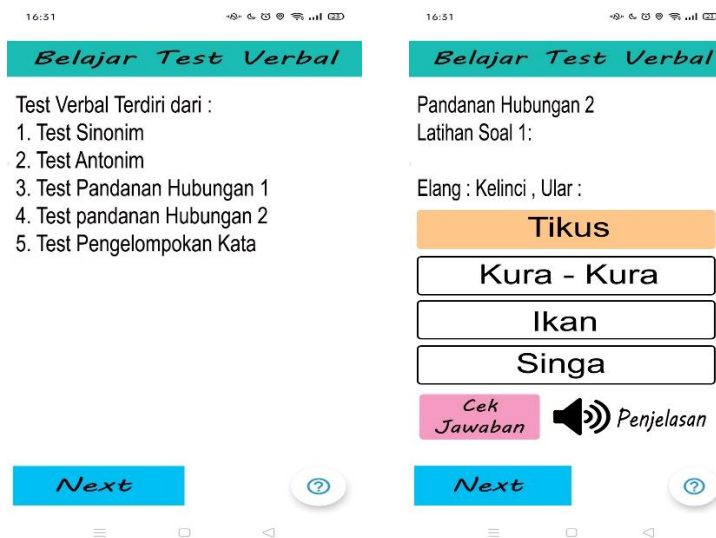 16:31
Belajar Test Verbal
Test Verbal Terdiri dari :
1. Test Sinonim
2. Test Antonim
3. Test Pandanan Hubungan 1
4. Test pandanan Hubungan 2
5. Test Pengelompokan Kata
Next
?
16:31
Belajar Test Verbal
Pandanan Hubungan 2
Latihan Soal 1:
Elang : Kelinci , Ular :
Tikus
Kura - Kura
Ikan
Singa
Cek
Jawaban
Penjelasan
Next
?